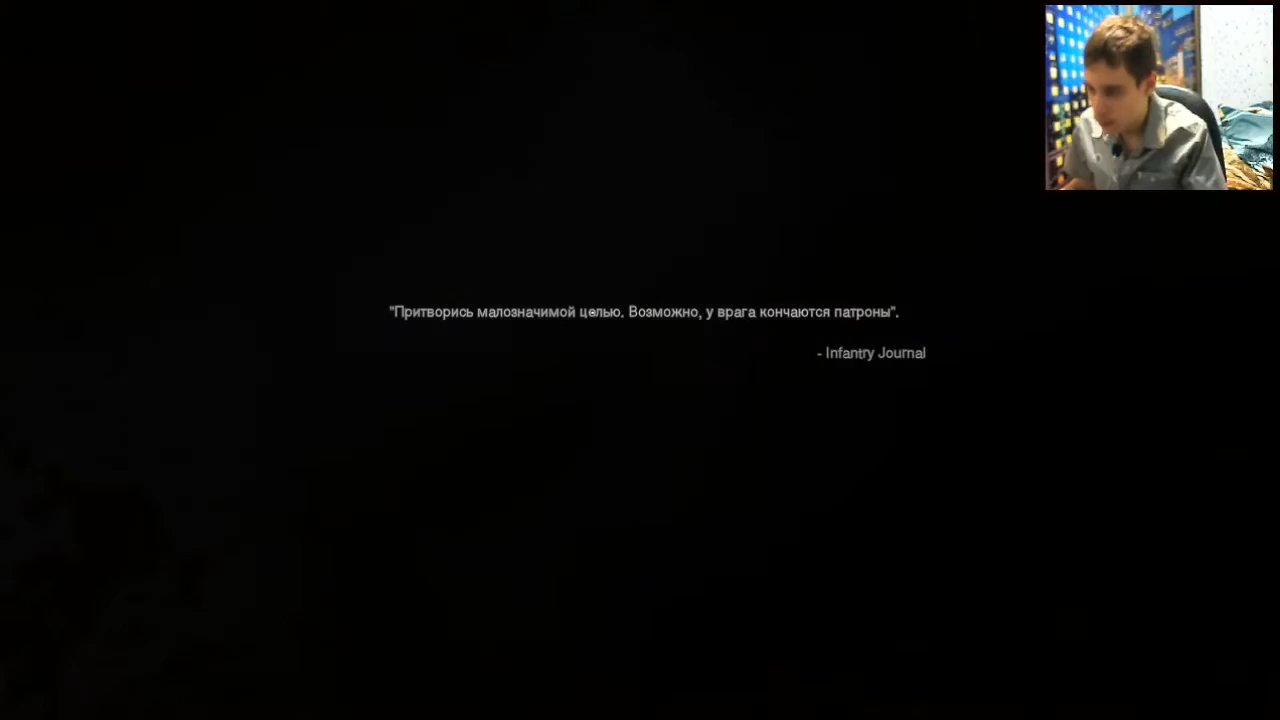 "Притворись малозначимой целью. Возможно, у врага кончаются патроны".
- Infantry Journal